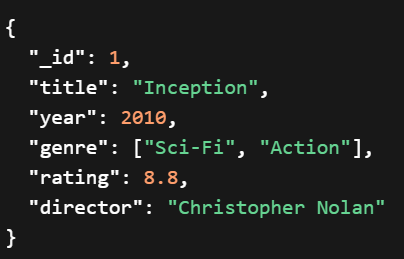 {
"_id": 1,
"title": "Inception",
"year": 2010,
"genre": ["Sci-Fi", "Action"],
"rating": 8.8,
"director": "Christopher Nolan"
}